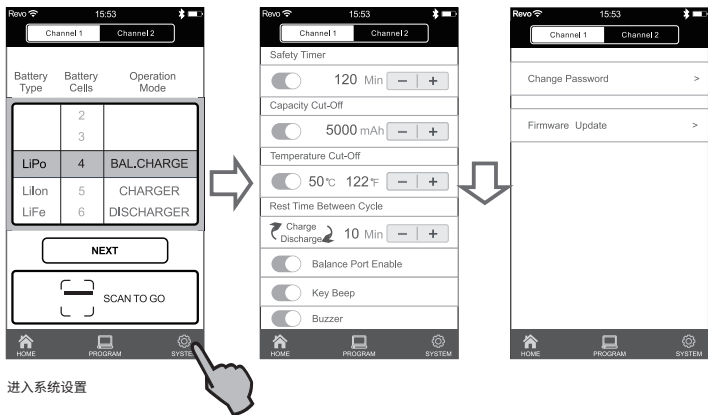 Revo 15:53
Channel 1 Channel 2
Battery Type Battery Cells Operation Mode
2
3
LiPo 4 BAL.CHARGE
LiIon 5 CHARGER
LiFe 6 DISCHARGER
NEXT
SCAN TO GO
HOME PROGRAM SYSTEM
进入系统设置
Revo 15:53
Channel 1 Channel 2
Safety Timer
120 Min − | +
Capacity Cut-Off
5000 mAh − | +
Temperature Cut-Off
50℃ 122℉ − | +
Rest Time Between Cycle
Charge
Discharge 10 Min − | +
Balance Port Enable
Key Beep
Buzzer
HOME PROGRAM SYSTEM
Revo 15:53
Channel 1 Channel 2
Change Password >
Firmware Update >
HOME PROGRAM SYSTEM